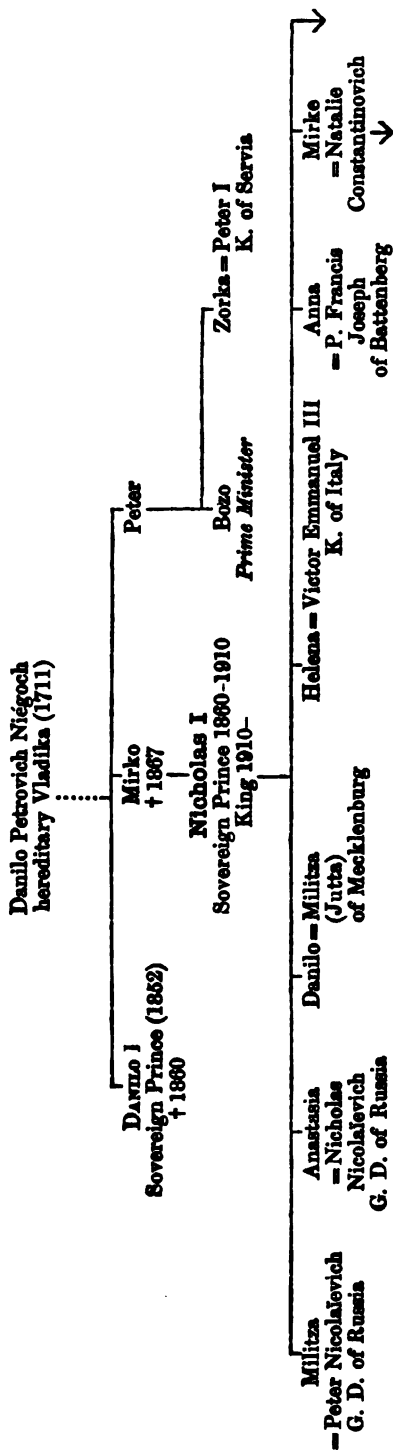 Danilo Petrovich Niégoch
hereditary Vladika (1711)
DANILO I
Sovereign Prince (1852)
† 1860
Mirko
† 1867
Peter
Nicholas I
Sovereign Prince 1860-1910
King 1910-
Bozo
Prime Minister
Zorka = Peter I
K. of Servia
Militza
= Peter Nicolaïevich
G. D. of Russia
Anastasia
= Nicholas
Nicolaïevich
G. D. of Russia
Danilo = Militza
(Jutta)
of Mecklenburg
Helena = Victor Emmanuel III
K. of Italy
Anna
= P. Francis
Joseph
of Battenberg
Mirke
= Natalie
Constantinovich